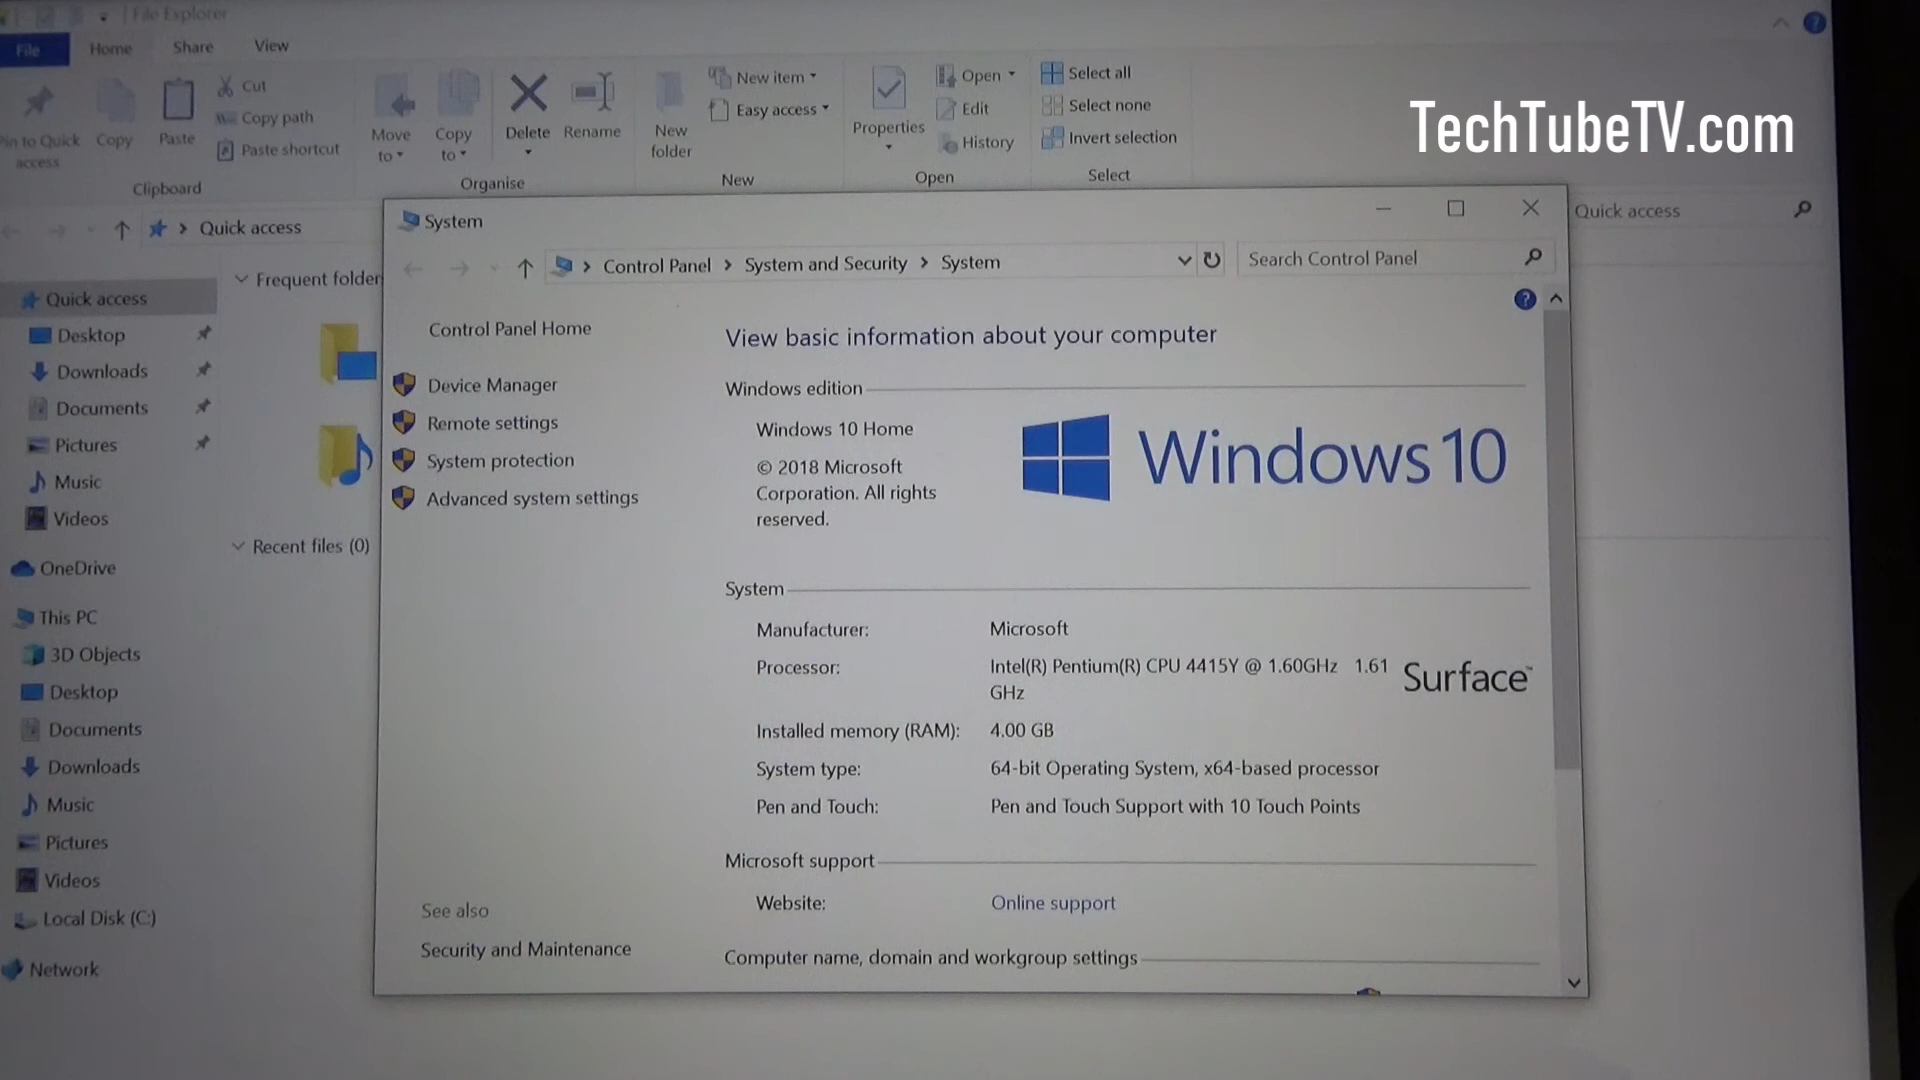 File Explorer
File
Home
Share
View
Pin to Quick
access
Copy
Paste
Cut
Copy path
Paste shortcut
Clipboard
Move
to
Copy
to
Delete
Rename
Organise
New
folder
New item
Easy access
New
Properties
Open
Edit
History
Open
Select all
Select none
Invert selection
Select
TechTubeTV.com
Quick access
Quick access
Quick access
Desktop
Downloads
Documents
Pictures
Music
Videos
OneDrive
This PC
3D Objects
Desktop
Documents
Downloads
Music
Pictures
Videos
Local Disk (C:)
Network
Frequent folder
Recent files (0)
System
Control Panel > System and Security > System
Search Control Panel
Control Panel Home
Device Manager
Remote settings
System protection
Advanced system settings
See also
Security and Maintenance
View basic information about your computer
Windows edition
Windows 10 Home
© 2018 Microsoft
Corporation. All rights
reserved.
Windows 10
System
Manufacturer: Microsoft
Processor: Intel(R) Pentium(R) CPU 4415Y @ 1.60GHz 1.61
GHz
Surface™
Installed memory (RAM): 4.00 GB
System type: 64-bit Operating System, x64-based processor
Pen and Touch: Pen and Touch Support with 10 Touch Points
Microsoft support
Website: Online support
Computer name, domain and workgroup settings